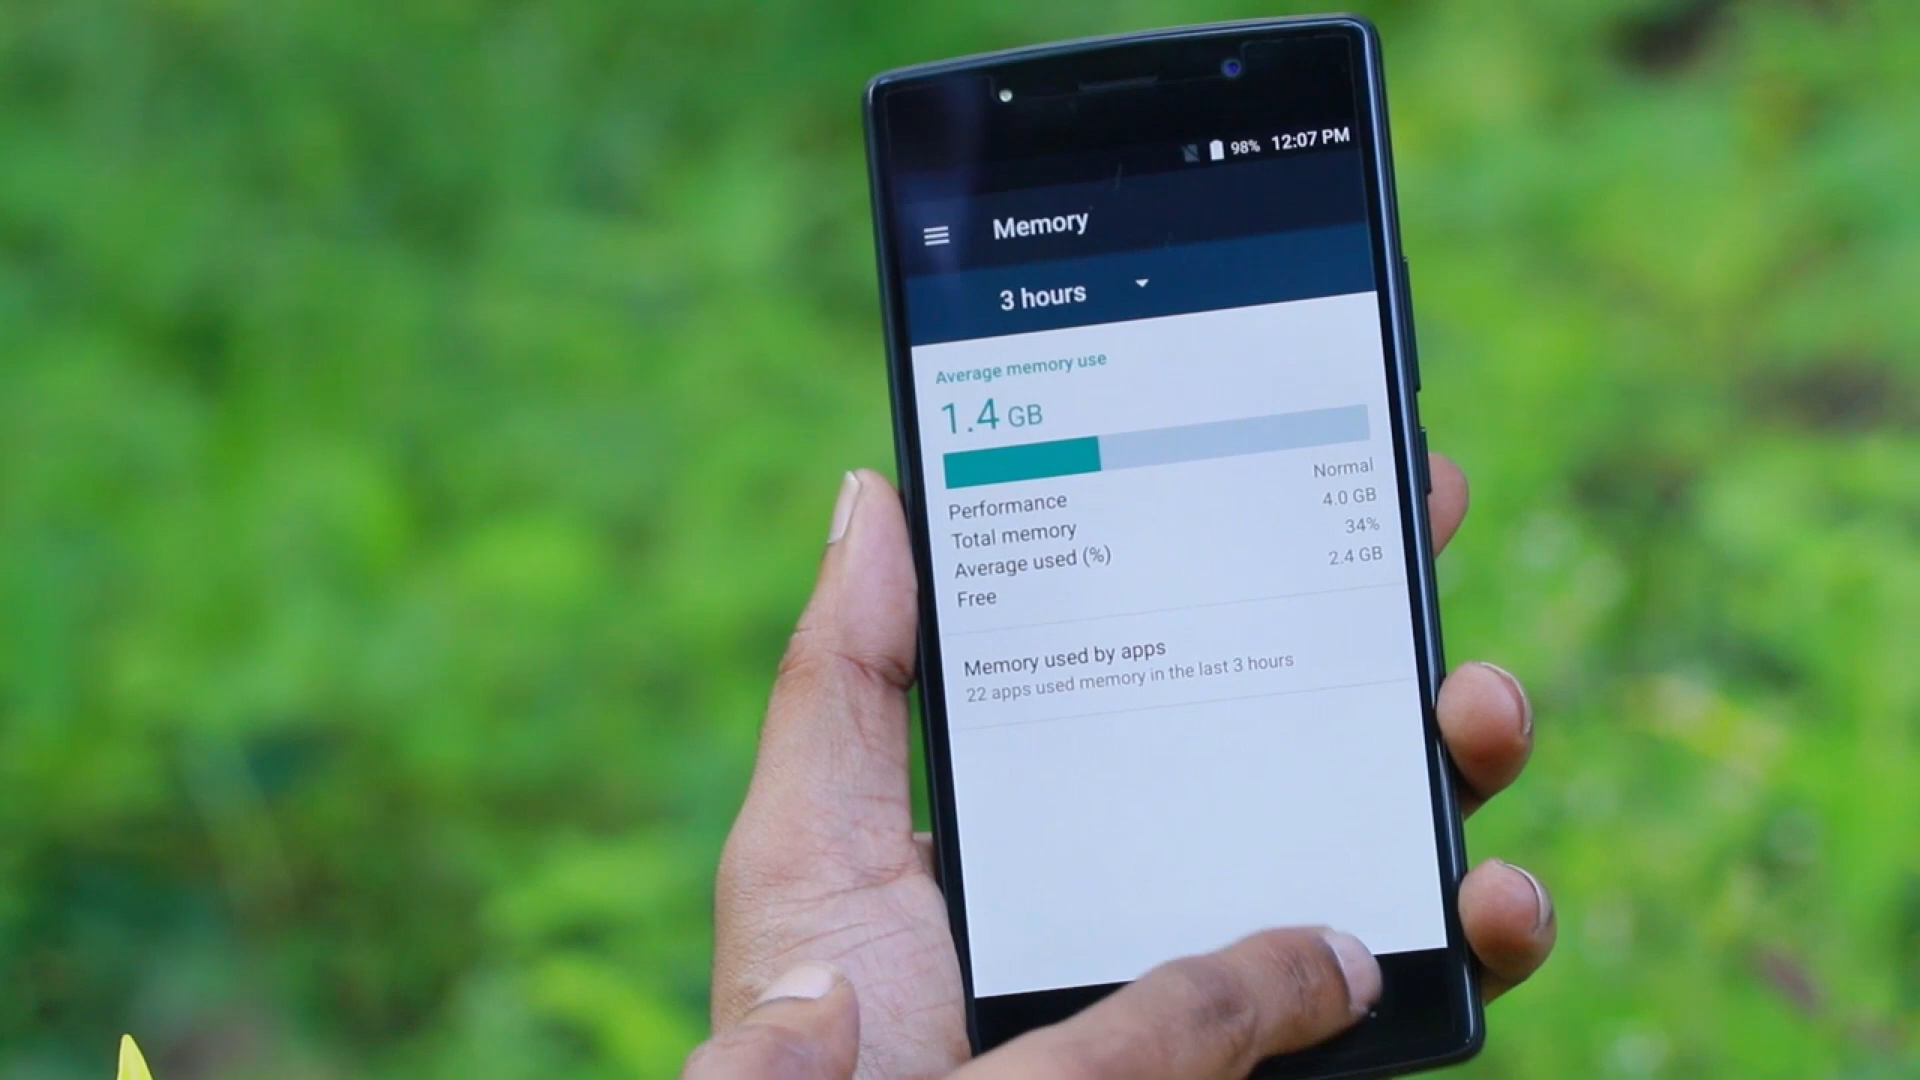 98% 12:07 PM
Memory
3 hours
Average memory use
1.4 GB
Performance Normal
Total memory 4.0 GB
Average used (%) 34%
Free 2.4 GB
Memory used by apps
22 apps used memory in the last 3 hours